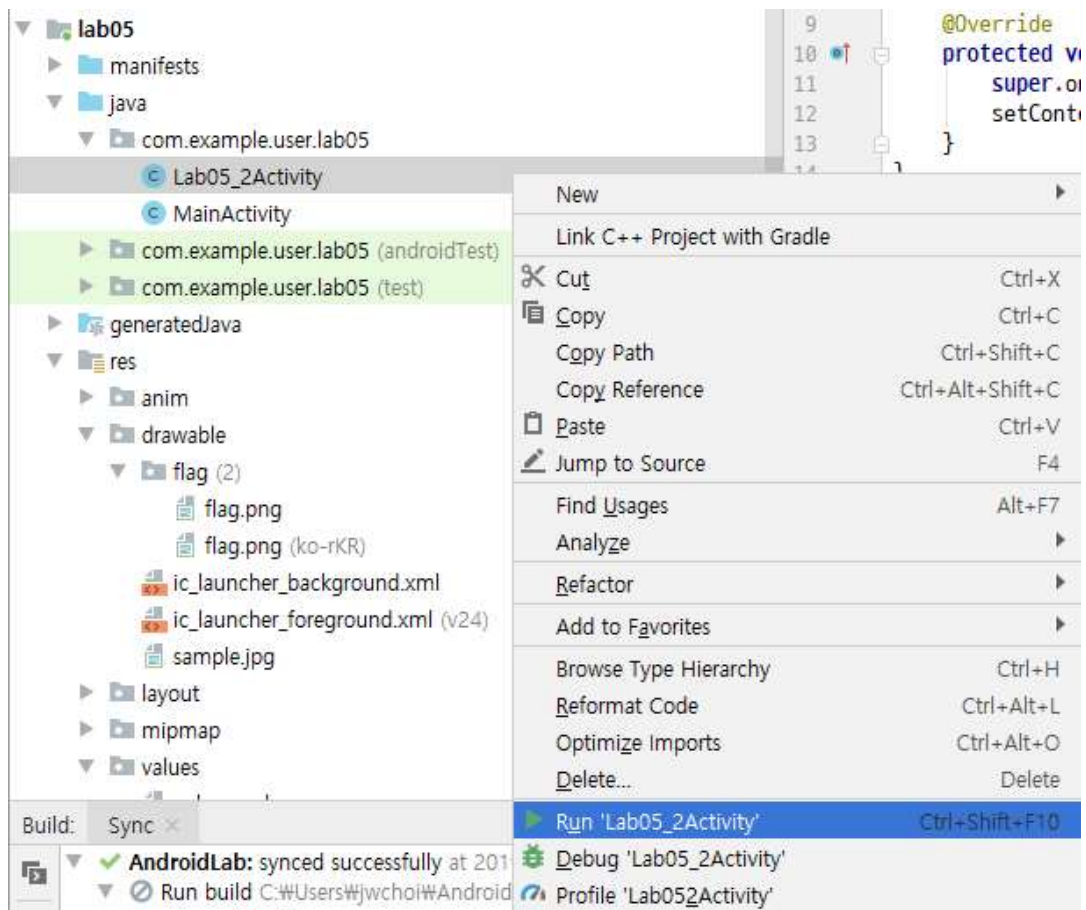 lab05
manifests
java
com.example.user.lab05
Lab05_2Activity
MainActivity
com.example.user.lab05 (androidTest)
com.example.user.lab05 (test)
generatedJava
res
anim
drawable
flag (2)
flag.png
flag.png (ko-rKR)
ic_launcher_background.xml
ic_launcher_foreground.xml (v24)
sample.jpg
layout
mipmap
values
9 @Override
10 protected
11 super.
12
13 }
}
New
Link C++ Project with Gradle
Cut Ctrl+X
Copy Ctrl+C
Copy Path Ctrl+Shift+C
Copy Reference Ctrl+Alt+Shift+C
Paste Ctrl+V
Jump to Source F4
Find Usages Alt+F7
Analyze
Refactor
Add to Favorites
Browse Type Hierarchy Ctrl+H
Reformat Code Ctrl+Alt+L
Optimize Imports Ctrl+Alt+O
Delete... Delete
Run 'Lab05_2Activity' Ctrl+Shift+F10
Debug 'Lab05_2Activity'
Profile 'Lab052Activity'
Build: Sync ×
AndroidLab: synced successfully at 201
Run build C:₩Users₩jwchoi₩Android